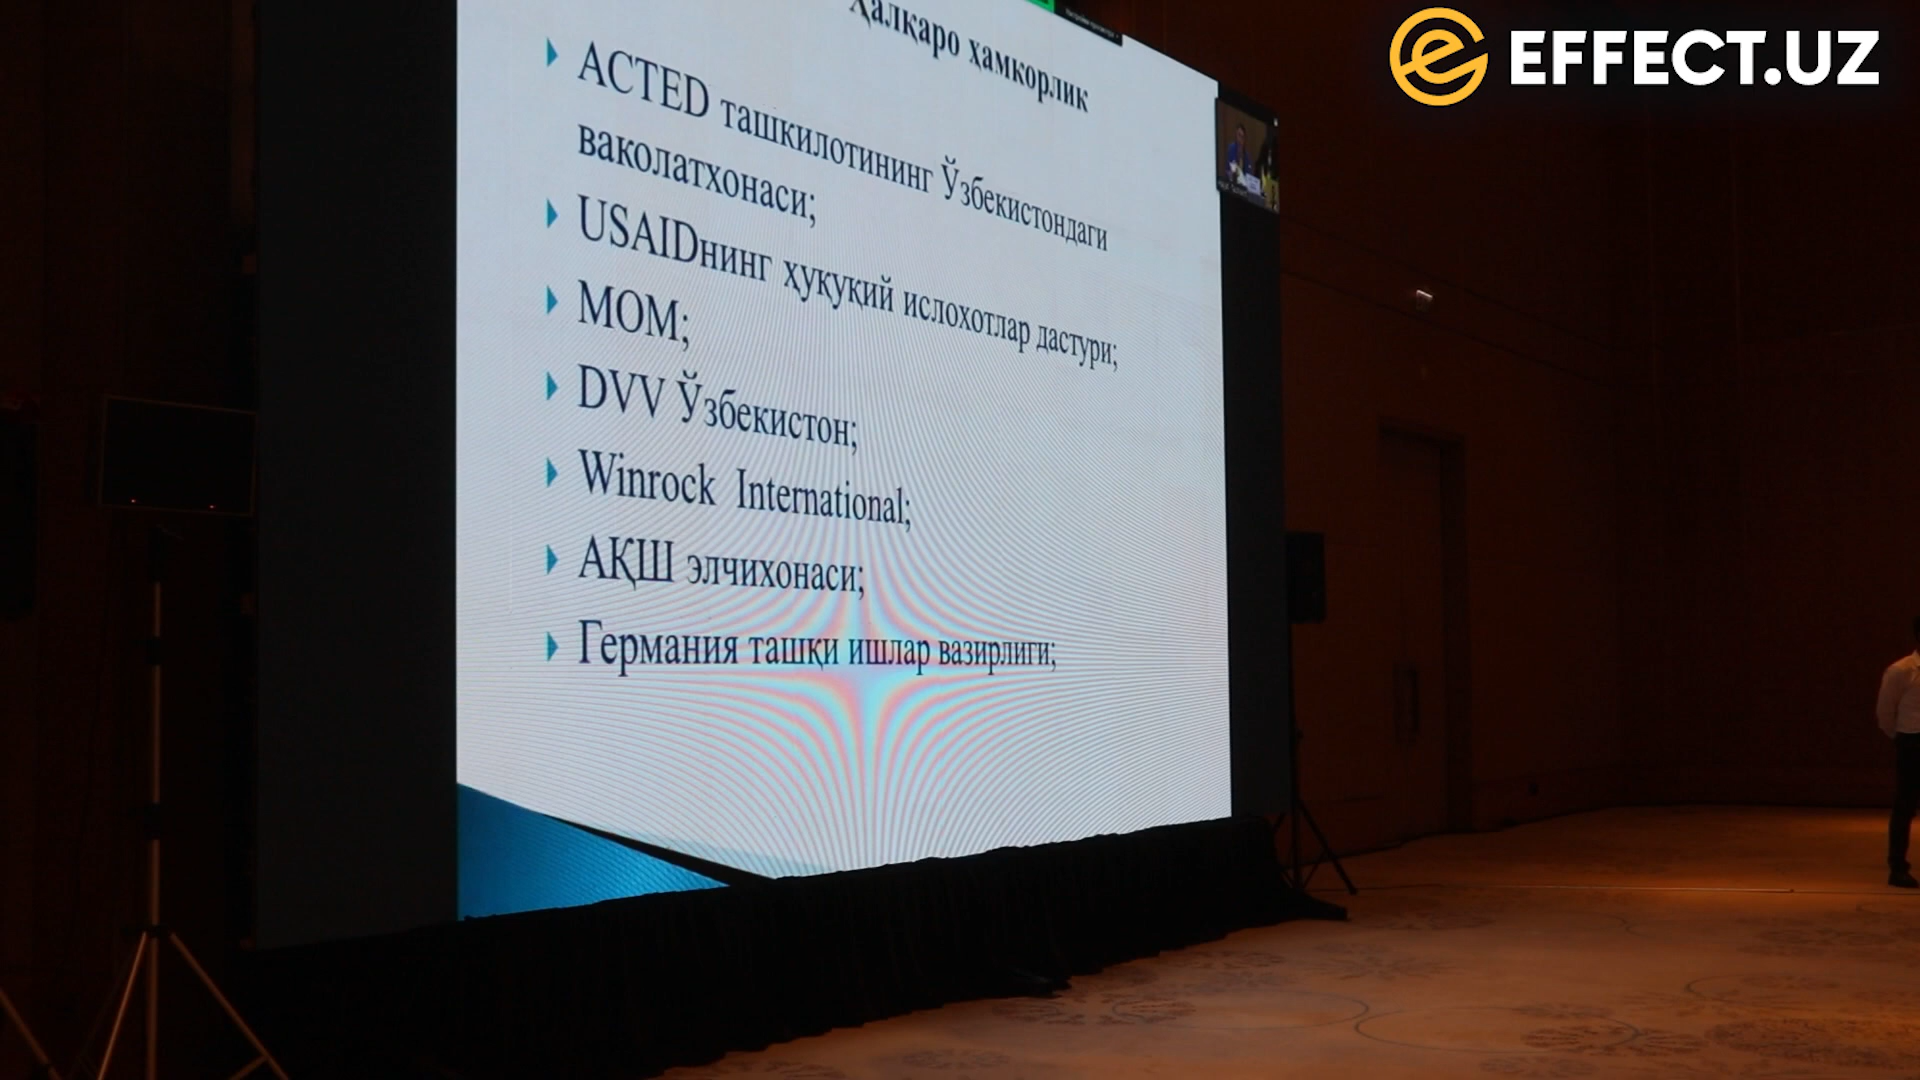 EFFECT.UZ
Ҳалқаро ҳамкорлик
ACTED ташкилотининг Ўзбекистондаги
ваколатхонаси;
USAIDнинг ҳуқуқий ислохотлар дастури;
МОМ;
DVV Ўзбекистон;
Winrock International;
АҚШ элчихонаси;
Германия ташқи ишлар вазирлиги;